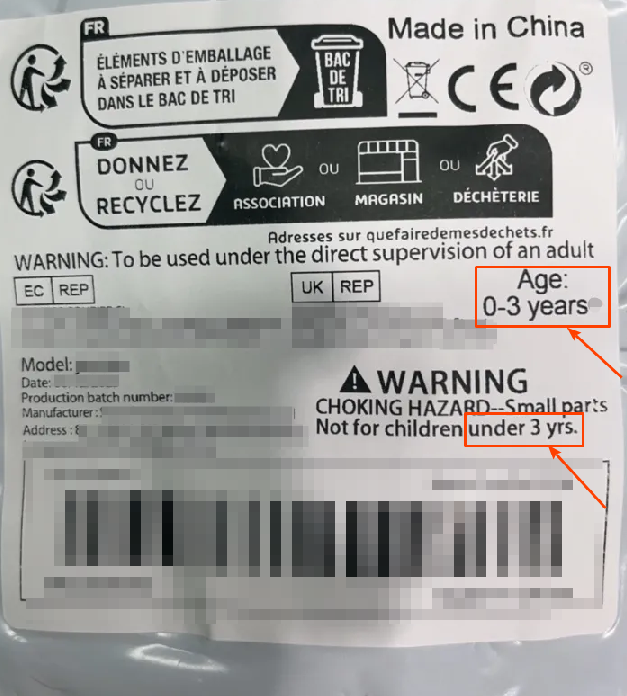 FR
ÉLÉMENTS D'EMBALLAGE
À SÉPARER ET À DÉPOSER
DANS LE BAC DE TRI
BAC
DE
TRI
Made in China
CE
®
FR
DONNEZ
OU
RECYCLEZ
ASSOCIATION
OU
MAGASIN
OU
DÉCHÈTERIE
Adresses sur quefairedemesdechets.fr
WARNING: To be used under the direct supervision of an adult
EC REP
UK REP
Age:
0-3 years
Model:
Date:
Production batch number:
Manufacturer :
Address :
WARNING
CHOKING HAZARD--Small parts
Not for children under 3 yrs.